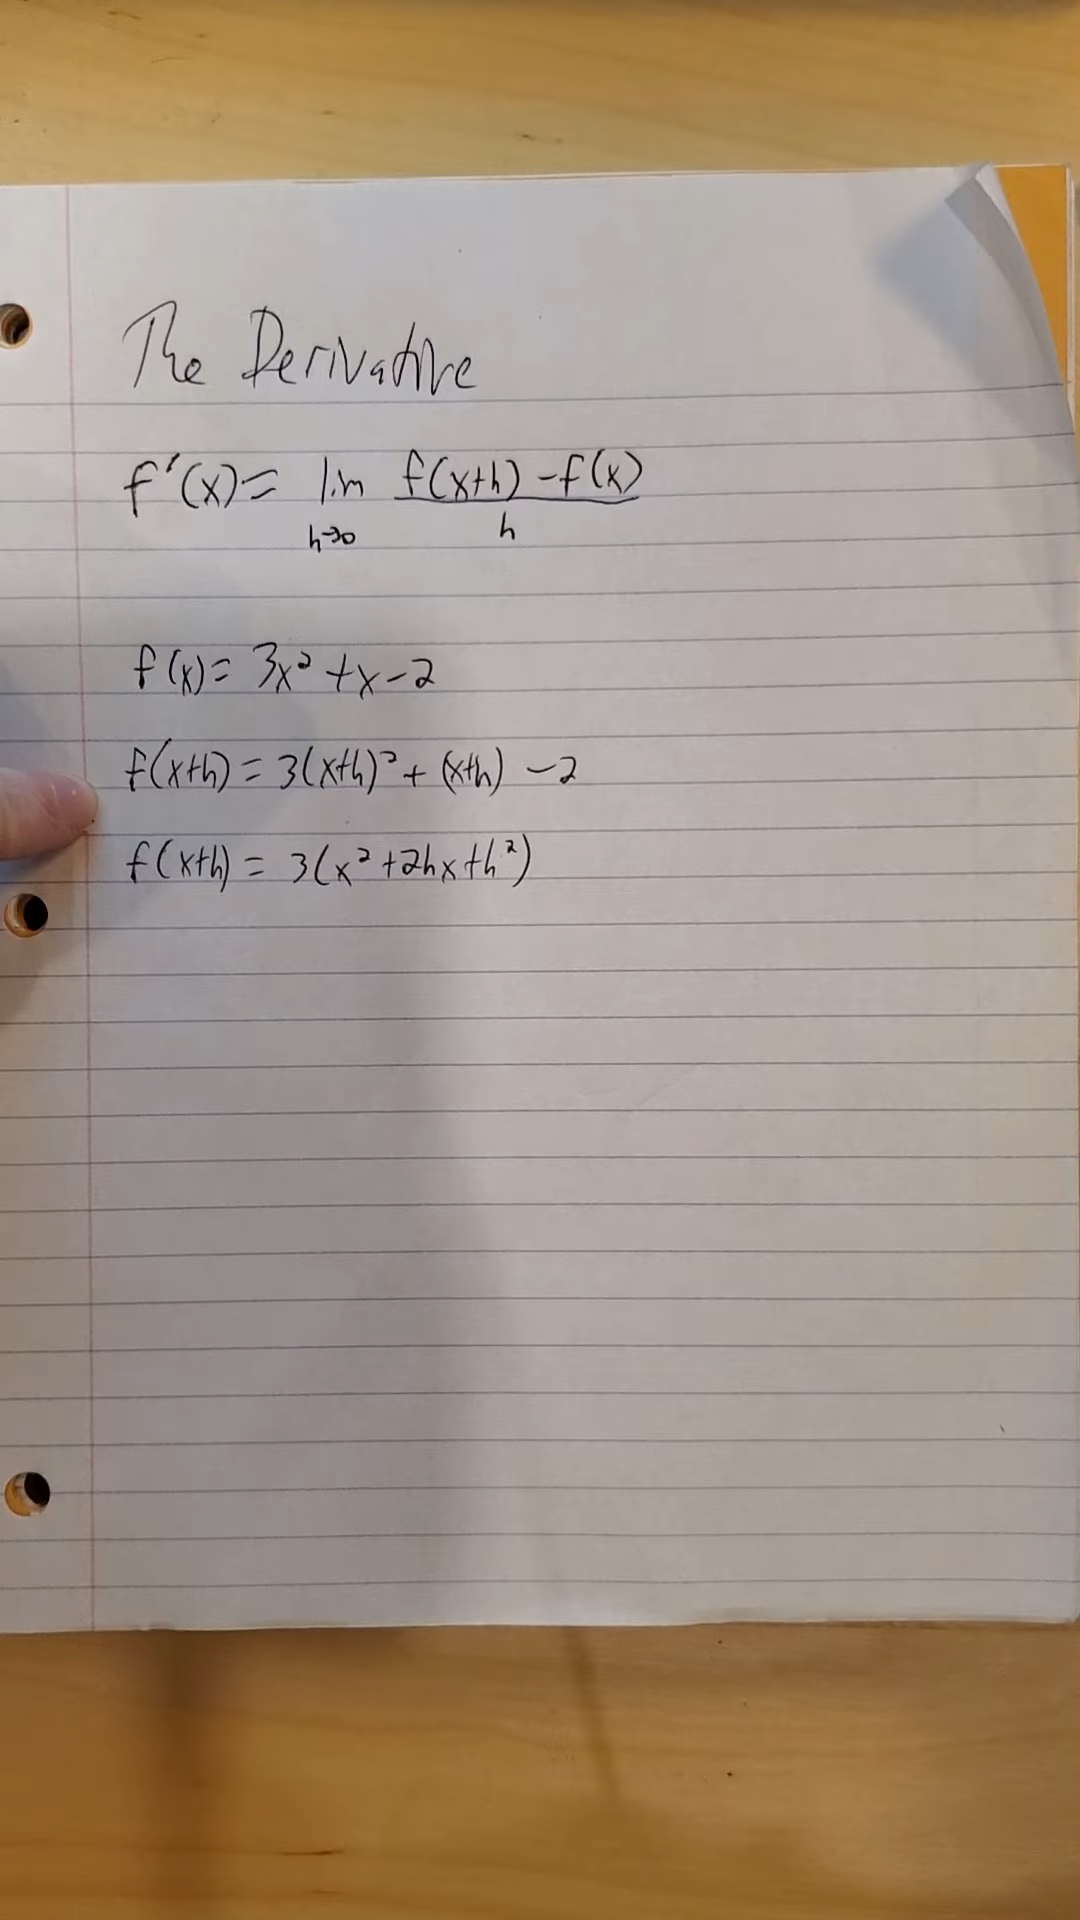 The Derivative
f'(x) = lim f(x+h) - f(x)
h→0 h
f(x) = 3x² + x - 2
f(x+h) = 3(x+h)² + (x+h) - 2
f(x+h) = 3(x² + 2hx + h²)